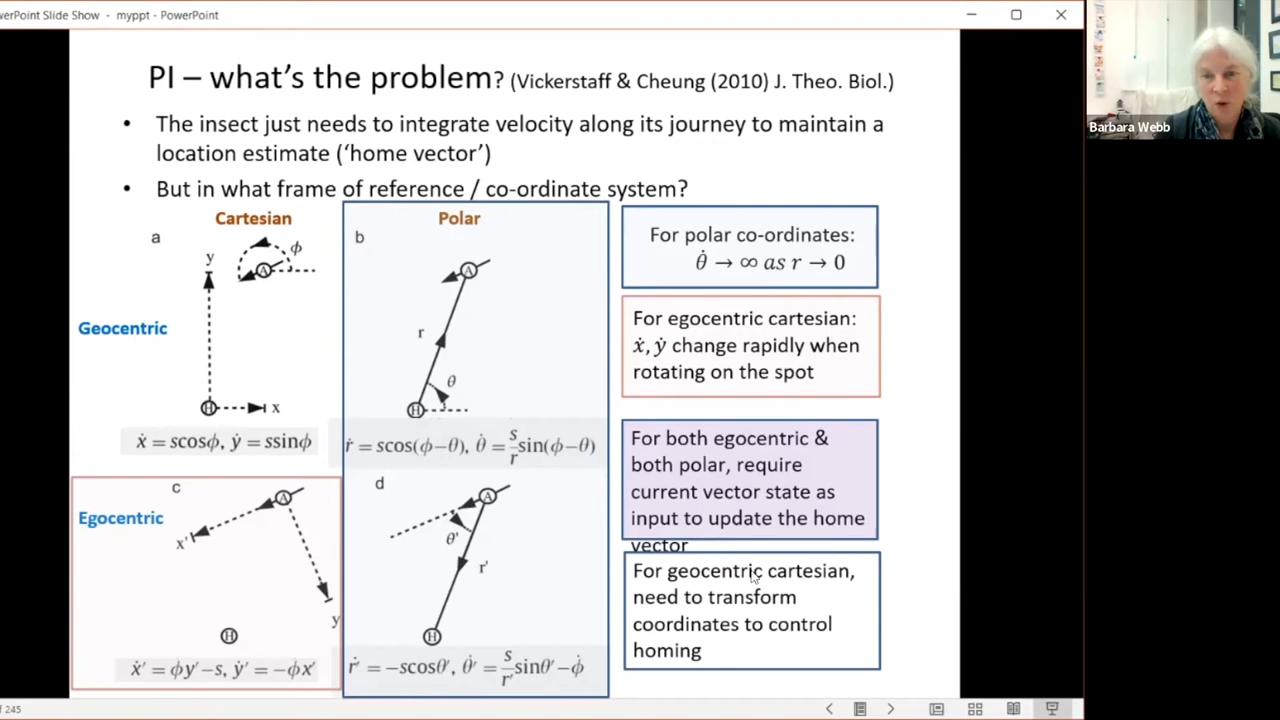 werPoint Slide Show - myppt - PowerPoint
Barbara Webb
PI – what's the problem? (Vickerstaff & Cheung (2010) J. Theo. Biol.)
• The insect just needs to integrate velocity along its journey to maintain a
location estimate ('home vector')
• But in what frame of reference / co-ordinate system?
Cartesian
Polar
Geocentric
a
y
ϕ
A
H
x
ẋ = scosϕ, ẏ = ssinϕ
b
A
r
θ
H
ṙ = scos(ϕ−θ), θ̇ = s/r sin(ϕ−θ)
Egocentric
c
A
x'
y
H
ẋ' = ϕ̇y'−s, ẏ' = −ϕ̇x'
d
A
θ'
r'
H
ṙ' = −scosθ', θ̇' = s/r' sinθ'−ϕ̇
For polar co-ordinates:
θ̇ → ∞ as r → 0
For egocentric cartesian:
ẋ, ẏ change rapidly when
rotating on the spot
For both egocentric &
both polar, require
current vector state as
input to update the home
vector
For geocentric cartesian,
need to transform
coordinates to control
homing
of 245